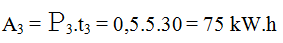 A₃ = P₃.t₃ = 0,5.5.30 = 75 kW.h